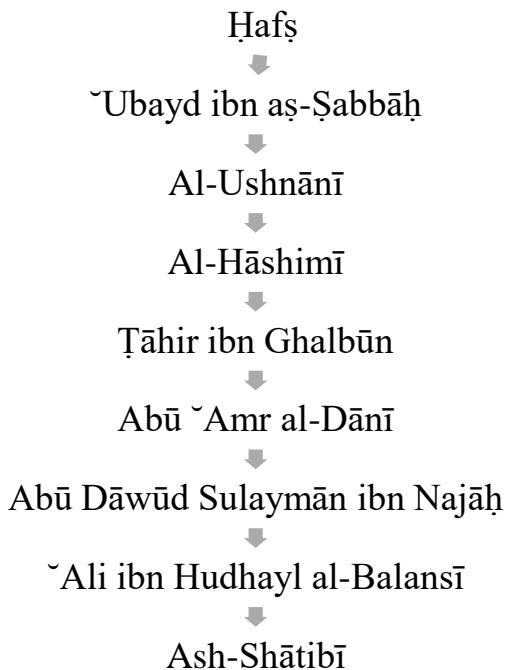 Ḥafṣ
˘Ubayd ibn aṣ-Ṣabbāḥ
Al-Ushnānī
Al-Hāshimī
Ṭāhir ibn Ghalbūn
Abū ˘Amr al-Dānī
Abū Dāwūd Sulaymān ibn Najāḥ
˘Ali ibn Hudhayl al-Balansī
Ash-Shātibī